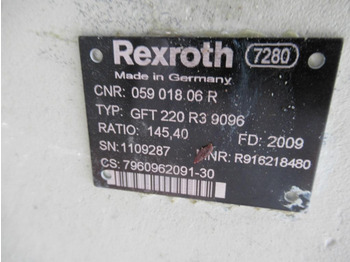 Rexroth 7280
Made in Germany
CNR: 059 018.06 R
TYP: GFT 220 R3 9096
RATIO: 145,40 FD: 2009
SN: 1109287 MNR: R916218480
CS: 7960962091-30